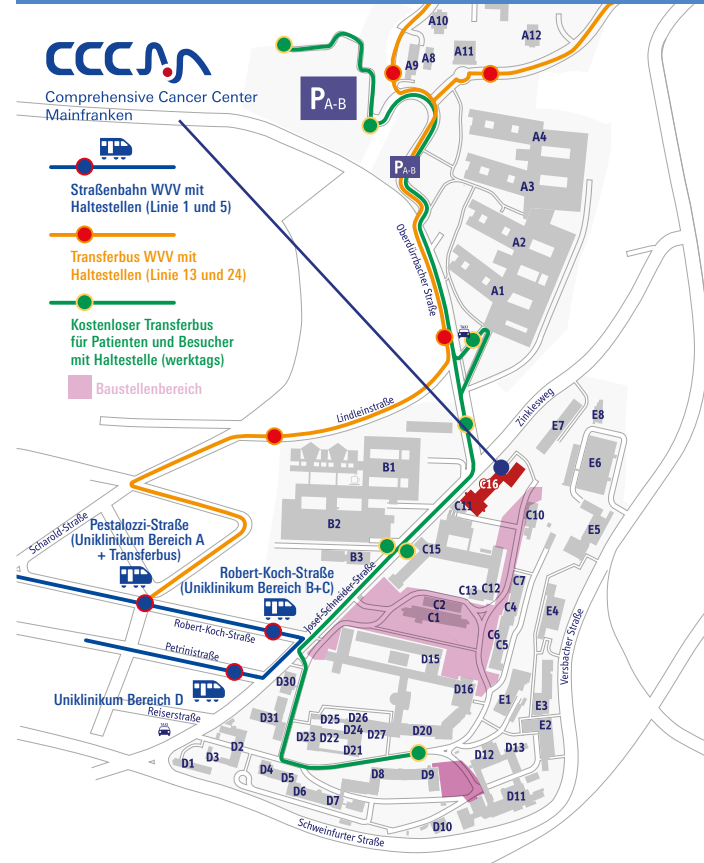 CCCM
Comprehensive Cancer Center
Mainfranken
Straßenbahn WVV mit
Haltestellen (Linie 1 und 5)
Transferbus WVV mit
Haltestellen (Linie 13 und 24)
Kostenloser Transferbus
für Patienten und Besucher
mit Haltestelle (werktags)
Baustellenbereich
PA-B
PA-B
A10
A12
A11
A9
A8
A4
A3
A2
A1
Oberdürrbacher Straße
TAXI
Lindleinstraße
Zinklesweg
E8
E7
E6
E5
B1
B2
B3
C16
C11
C10
C15
Scharold-Straße
Pestalozzi-Straße
(Uniklinikum Bereich A
+ Transferbus)
Robert-Koch-Straße
(Uniklinikum Bereich B+C)
Josef-Schneider-Straße
C13
C12
C7
C2
C1
C4
C6
C5
E4
Versbacher Straße
Robert-Koch-Straße
Petrinistraße
Uniklinikum Bereich D
Reiserstraße
TAXI
D15
D16
D30
D31
D25
D26
D24
D23
D22
D27
D21
D20
E1
E3
E2
D13
D12
D11
D1
D3
D2
D4
D5
D6
D7
D8
D9
D10
Schweinfurter Straße